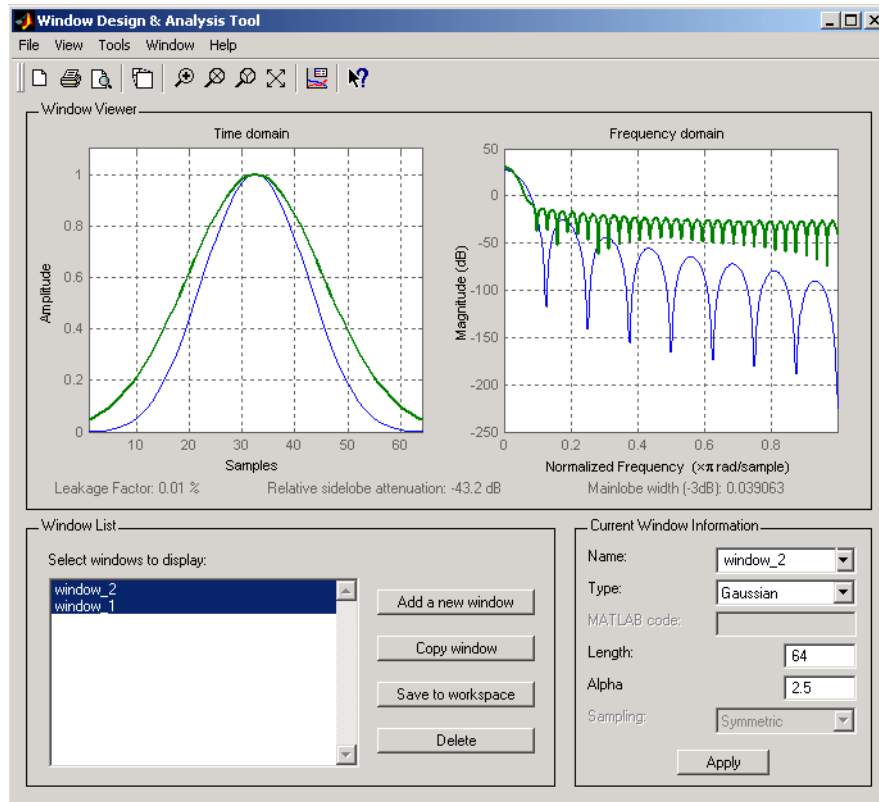 Window Design & Analysis Tool
File View Tools Window Help
Window Viewer
Time domain
Frequency domain
1
0.8
0.6
0.4
0.2
0
Amplitude
10 20 30 40 50 60
Samples
50
0
-50
-100
-150
-200
-250
Magnitude (dB)
0 0.2 0.4 0.6 0.8
Normalized Frequency (×π rad/sample)
Leakage Factor: 0.01 %
Relative sidelobe attenuation: -43.2 dB
Mainlobe width (-3dB): 0.039063
Window List
Select windows to display:
window_2
window_1
Add a new window
Copy window
Save to workspace
Delete
Current Window Information
Name: window_2
Type: Gaussian
MATLAB code:
Length: 64
Alpha 2.5
Sampling: Symmetric
Apply